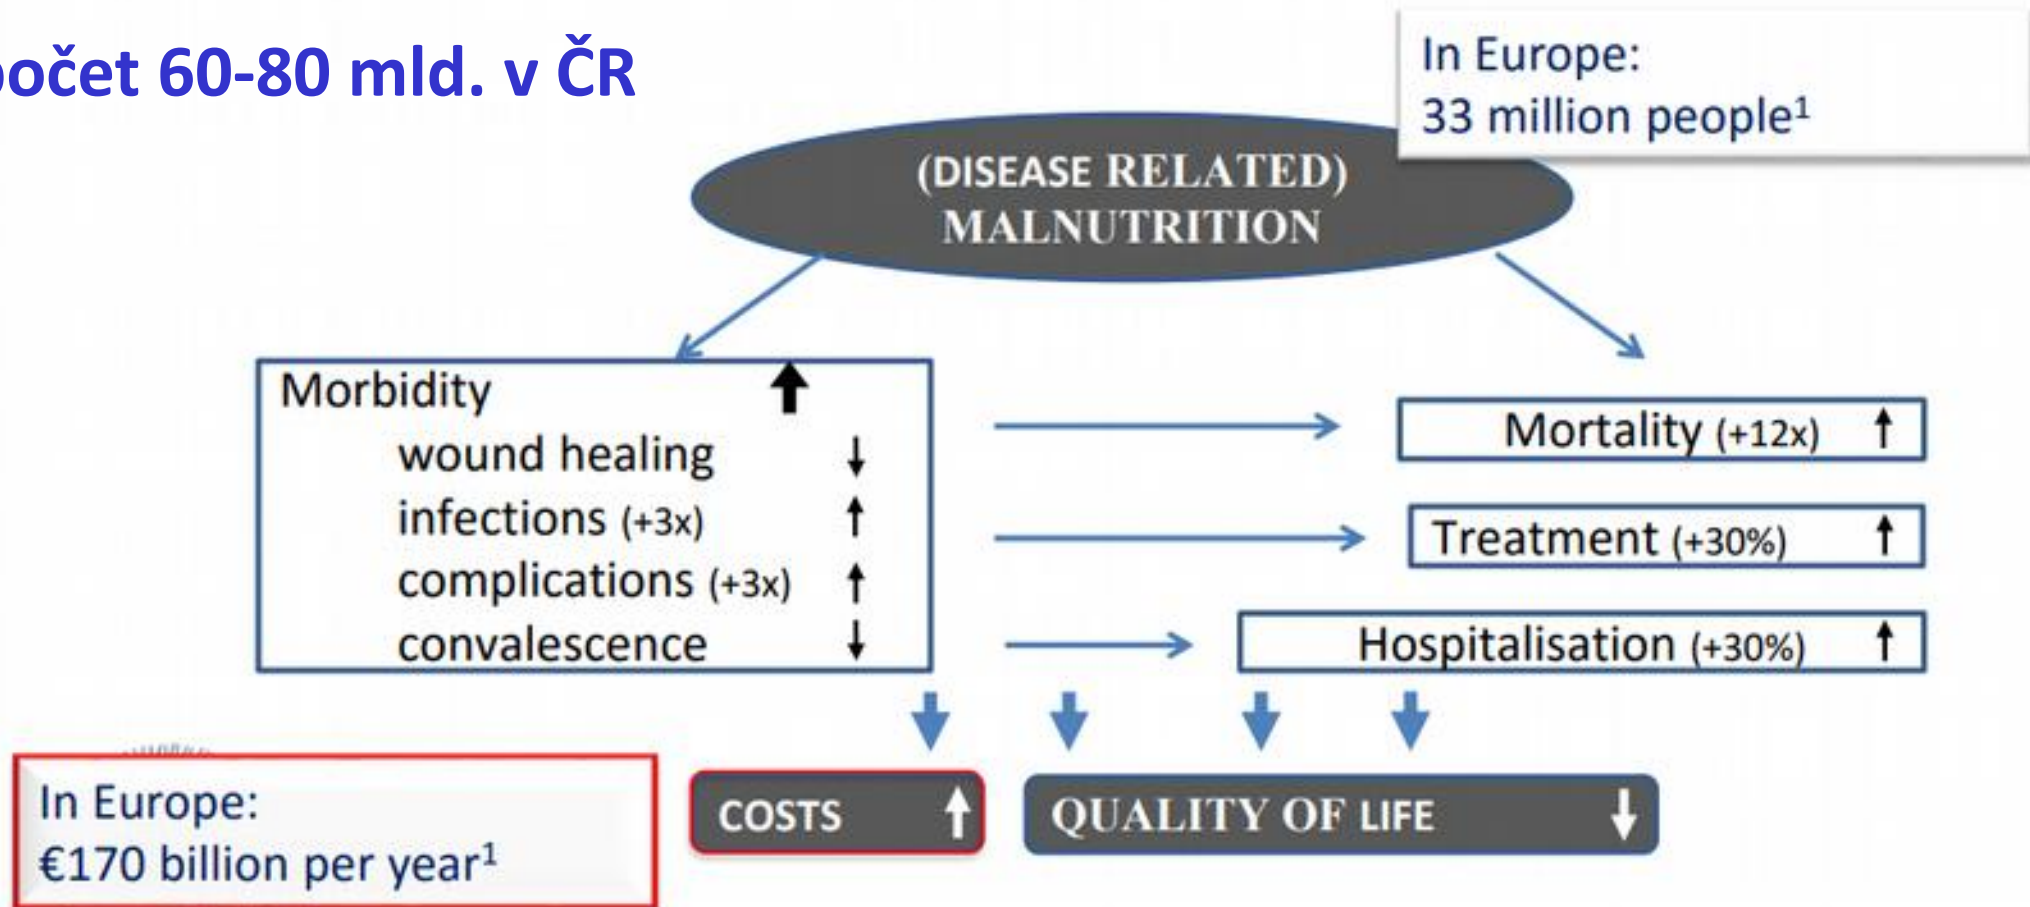 60-80 mld. v ČR
In Europe:
33 million people¹
(DISEASE RELATED)
MALNUTRITION
Morbidity ↑
wound healing ↓
infections (+3x) ↑
complications (+3x) ↑
convalescence ↓
Mortality (+12x) ↑
Treatment (+30%) ↑
Hospitalisation (+30%) ↑
In Europe:
€170 billion per year¹
COSTS ↑
QUALITY OF LIFE ↓